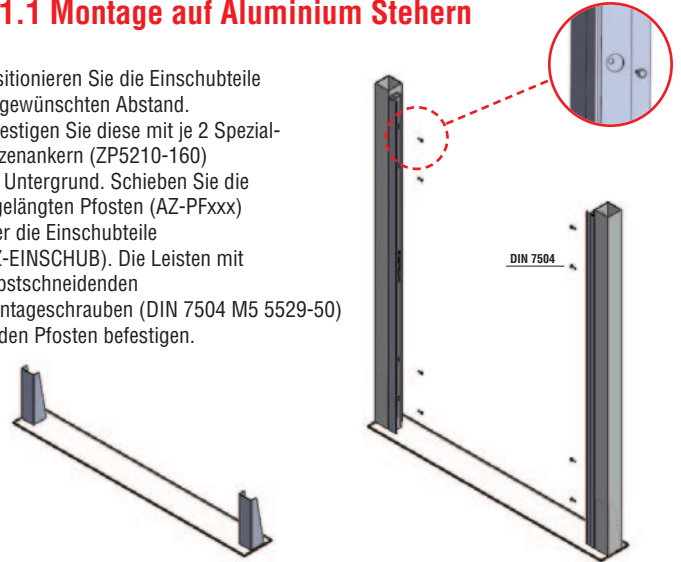 1.1 Montage auf Aluminium Stehern
sitionieren Sie die Einschubteile
gewünschten Abstand.
estigen Sie diese mit je 2 Spezial-
zenankern (ZP5210-160)
Untergrund. Schieben Sie die
gelängten Pfosten (AZ-PFxxx)
er die Einschubteile
Z-EINSCHUB). Die Leisten mit
bstschneidenden
ntageschrauben (DIN 7504 M5 5529-50)
den Pfosten befestigen.
DIN 7504